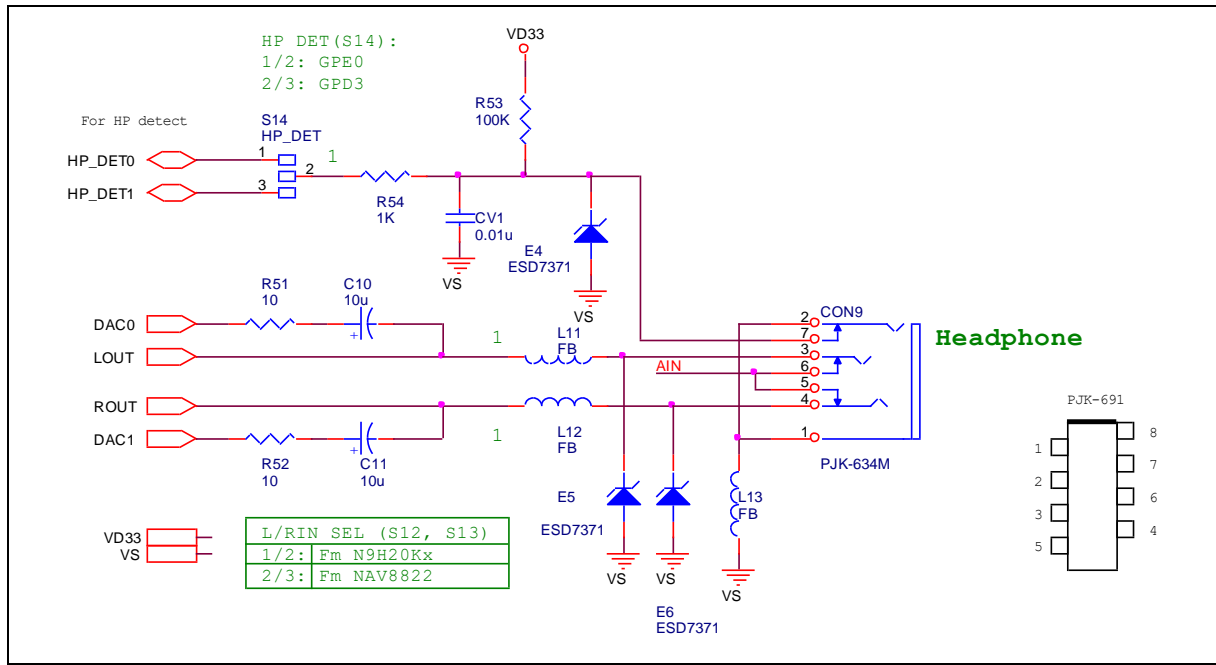 HP DET(S14):
1/2: GPE0
2/3: GPD3
VD33
R53
100K
For HP detect
S14
HP_DET
HP_DET0
1
1
2
HP_DET1
3
R54
1K
CV1
0.01u
E4
ESD7371
VS
VS
R51
10
C10
10u
+
DAC0
LOUT
1
L11
FB
AIN
2
CON9
7
3
6
5
4
1
PJK-634M
Headphone
ROUT
DAC1
R52
10
+
C11
10u
1
L12
FB
E5
ESD7371
L13
FB
VS
VS
E6
ESD7371
VD33
VS
L/RIN SEL (S12, S13)
1/2: Fm N9H20Kx
2/3: Fm NAV8822
PJK-691
1
2
3
5
8
7
6
4